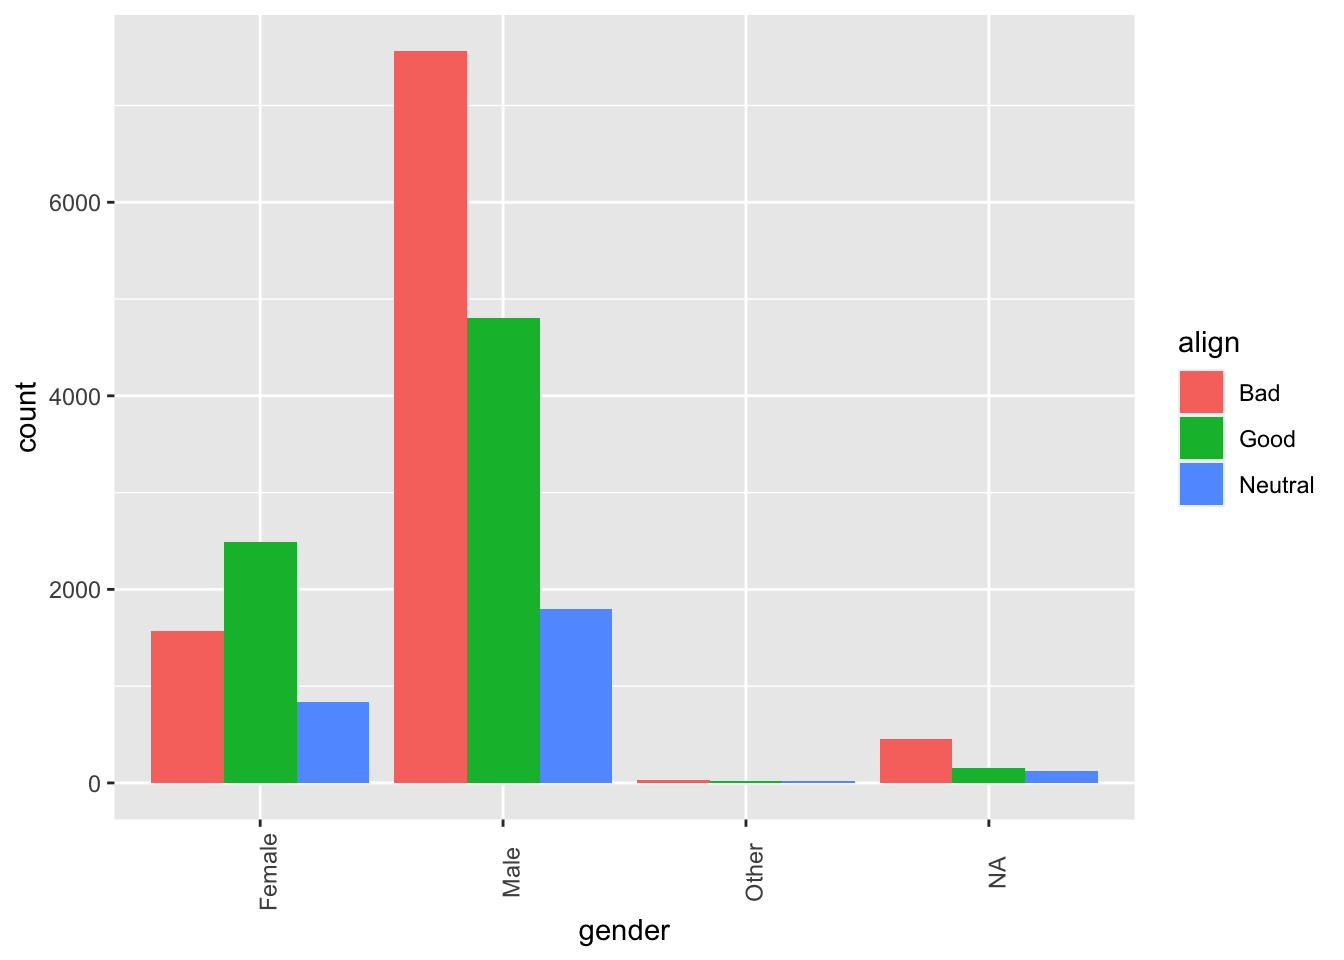 6000
4000
2000
0
count
Female
Male
Other
NA
gender
align
Bad
Good
Neutral